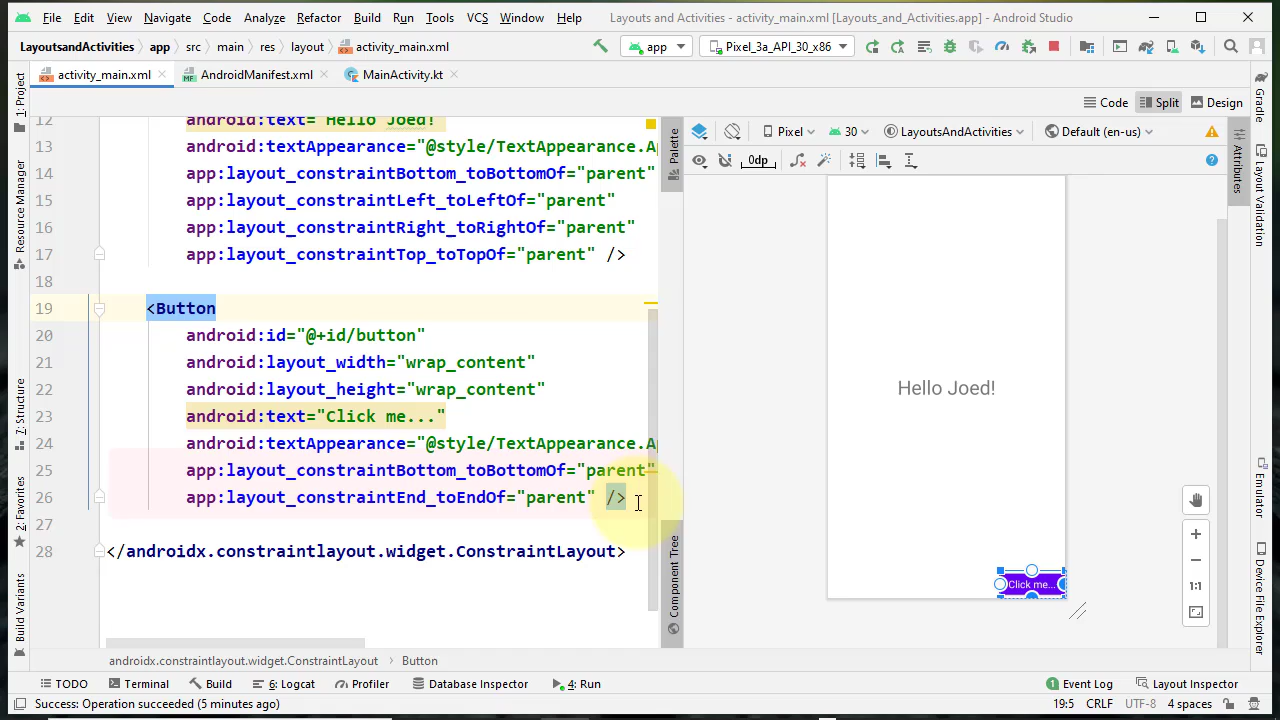 File Edit View Navigate Code Analyze Refactor Build Run Tools VCS Window Help Layouts and Activities - activity_main.xml [Layouts_and_Activities.app] - Android Studio
LayoutsandActivities app src main res layout activity_main.xml app Pixel_3a_API_30_x86
activity_main.xml AndroidManifest.xml MainActivity.kt
Code Split Design
1: Project
Resource Manager
7: Structure
2: Favorites
Build Variants
12 android:text="Hello Joed!"
13 android:textAppearance="@style/TextAppearance.A
14 app:layout_constraintBottom_toBottomOf="parent"
15 app:layout_constraintLeft_toLeftOf="parent"
16 app:layout_constraintRight_toRightOf="parent"
17 app:layout_constraintTop_toTopOf="parent" />
18
19 <Button
20 android:id="@+id/button"
21 android:layout_width="wrap_content"
22 android:layout_height="wrap_content"
23 android:text="Click me..."
24 android:textAppearance="@style/TextAppearance.A
25 app:layout_constraintBottom_toBottomOf="parent"
26 app:layout_constraintEnd_toEndOf="parent" />
27
28 </androidx.constraintlayout.widget.ConstraintLayout>
Palette
Component Tree
Pixel 30 LayoutsAndActivities Default (en-us)
0dp
Hello Joed!
Click me...
1:1
Attributes
Gradle
Layout Validation
Emulator
Device File Explorer
androidx.constraintlayout.widget.ConstraintLayout Button
TODO Terminal Build 6: Logcat Profiler Database Inspector 4: Run Event Log Layout Inspector
Success: Operation succeeded (5 minutes ago) 19:5 CRLF UTF-8 4 spaces